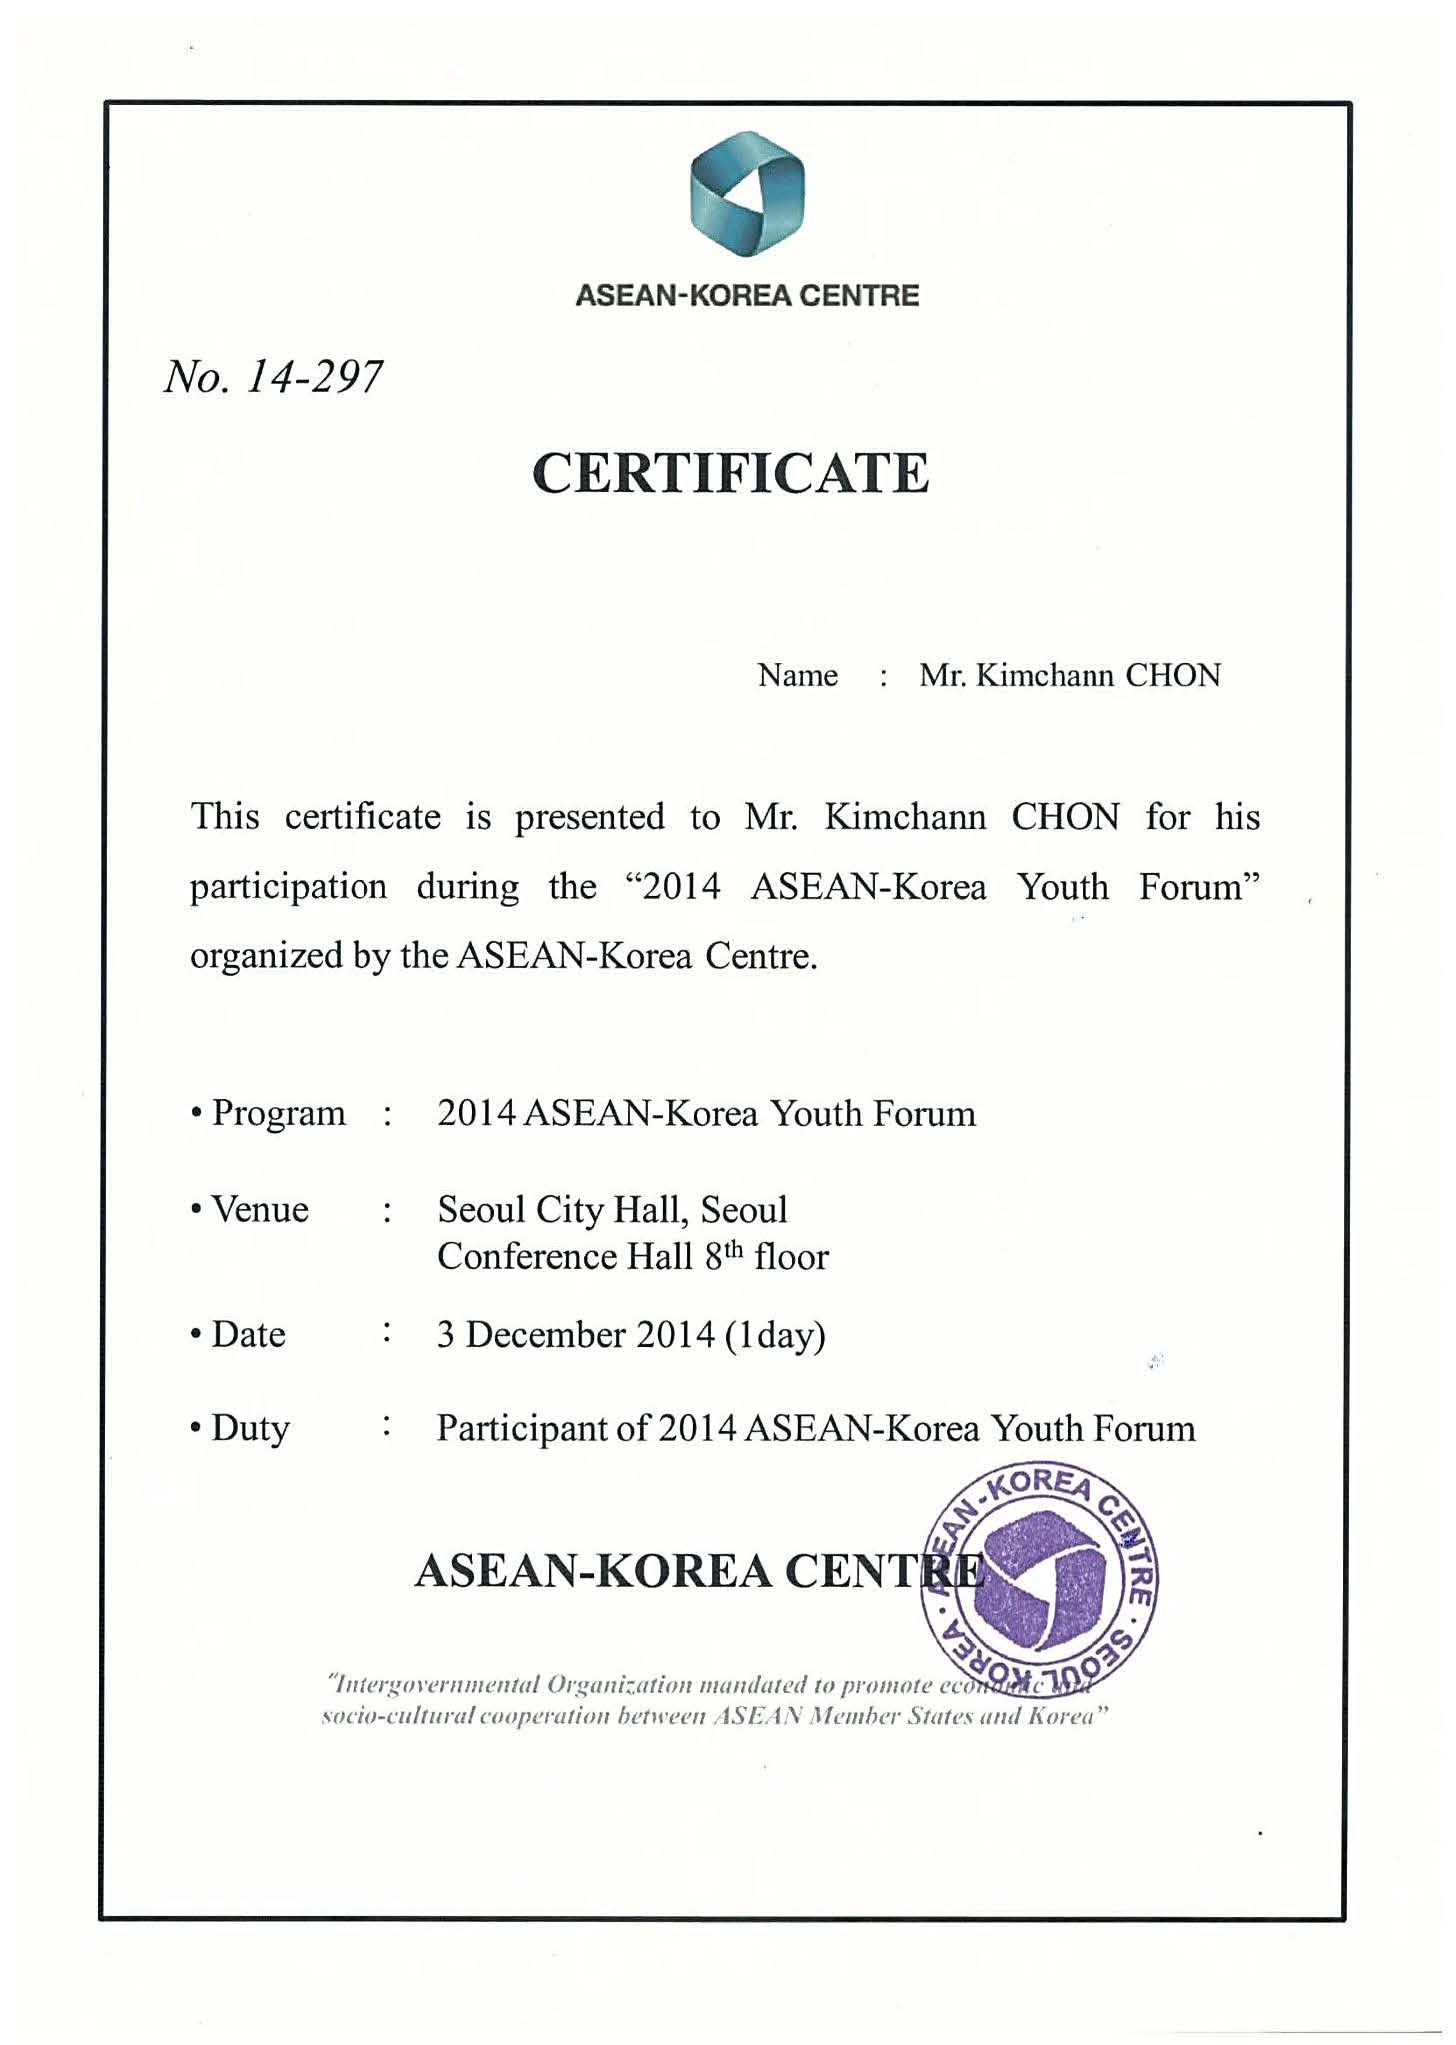 ASEAN-KOREA CENTRE
No. 14-297
CERTIFICATE
Name : Mr. Kimchann CHON
This certificate is presented to Mr. Kimchann CHON for his
participation during the “2014 ASEAN-Korea Youth Forum”
organized by the ASEAN-Korea Centre.
• Program : 2014 ASEAN-Korea Youth Forum
• Venue : Seoul City Hall, Seoul
Conference Hall 8th floor
• Date : 3 December 2014 (1day)
• Duty : Participant of 2014 ASEAN-Korea Youth Forum
ASEAN-KOREA CENTRE
ASEAN-KOREA CENTRE · SEOUL KOREA ·
"Intergovernmental Organization mandated to promote economic and
socio-cultural cooperation between ASEAN Member States and Korea”